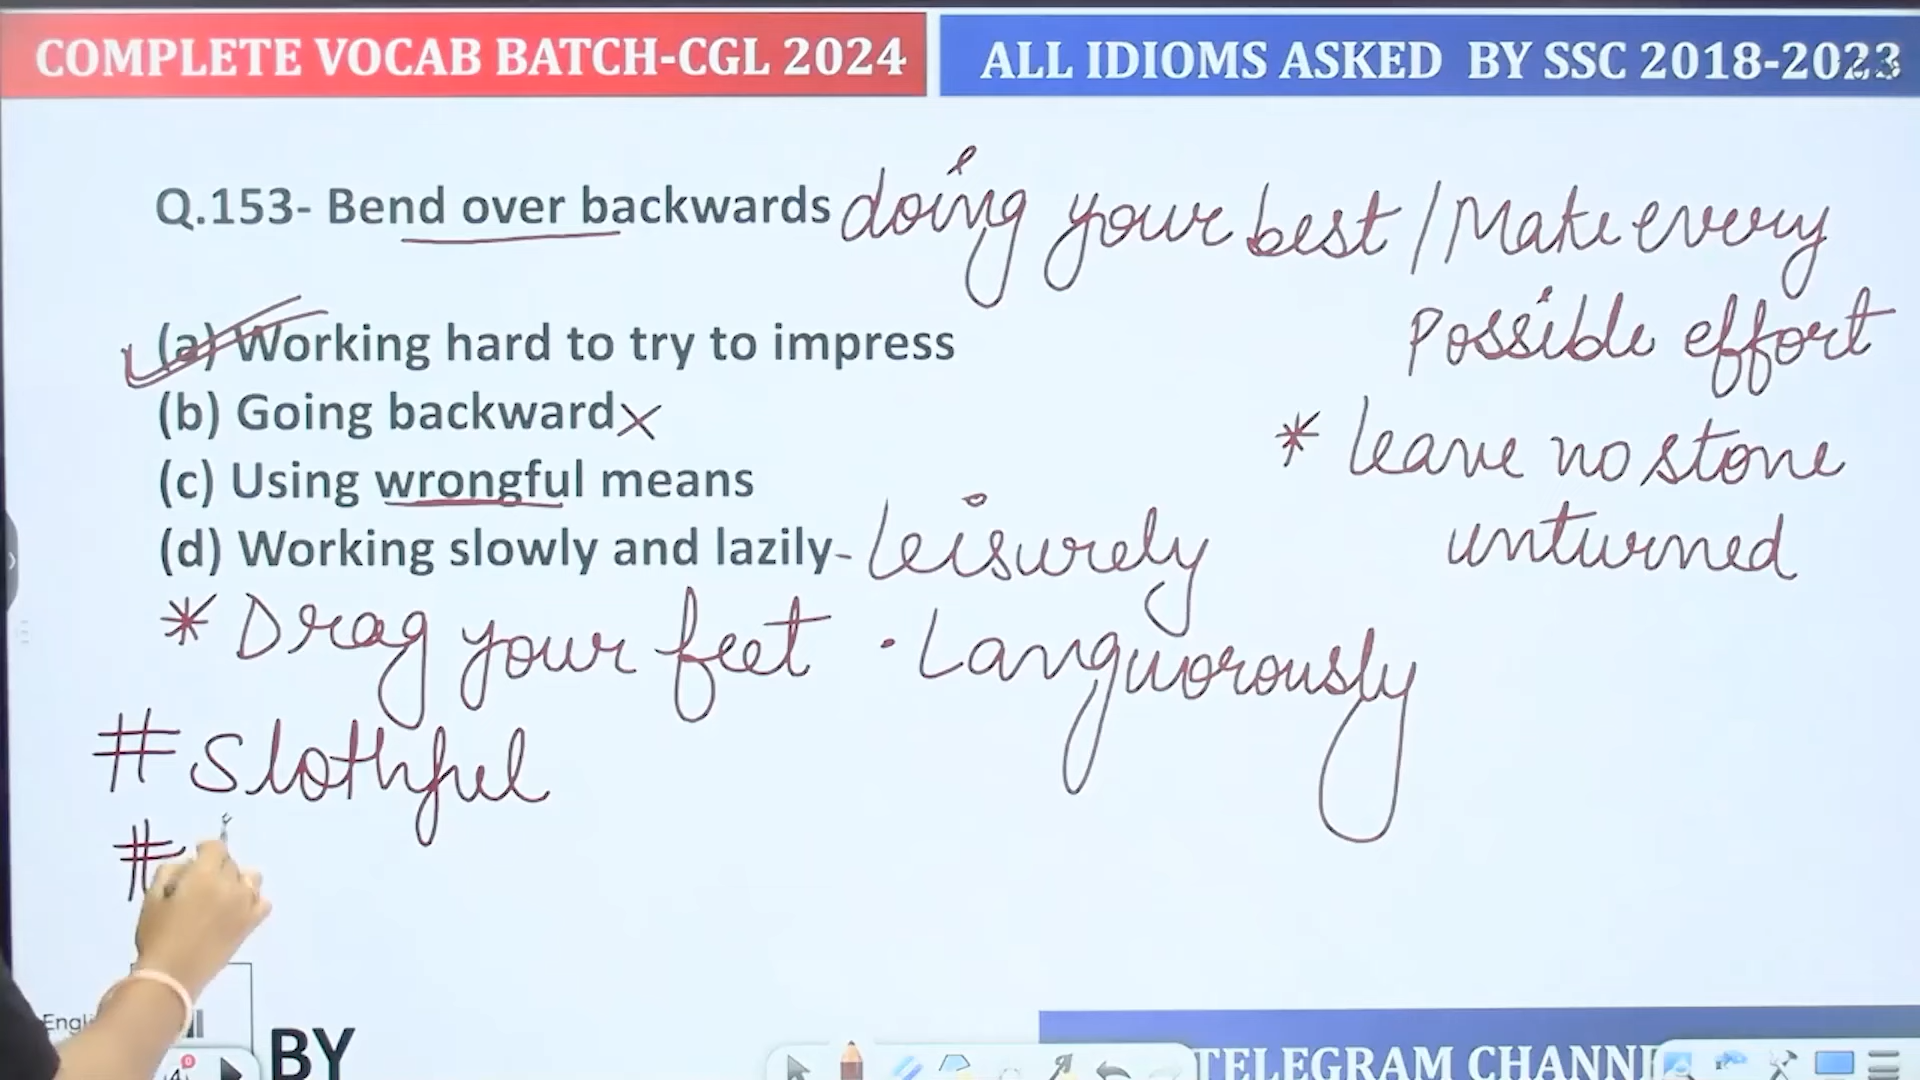 COMPLETE VOCAB BATCH-CGL 2024
ALL IDIOMS ASKED BY SSC 2018-2023
Q.153- Bend over backwards doing your best / Make every
possible effort
(a) Working hard to try to impress
(b) Going backward ×
* leave no stone
unturned
(c) Using wrongful means
(d) Working slowly and lazily - Leisurely
* Drag your feet · Languorously
# Slothful
#
BY
TELEGRAM CHANN